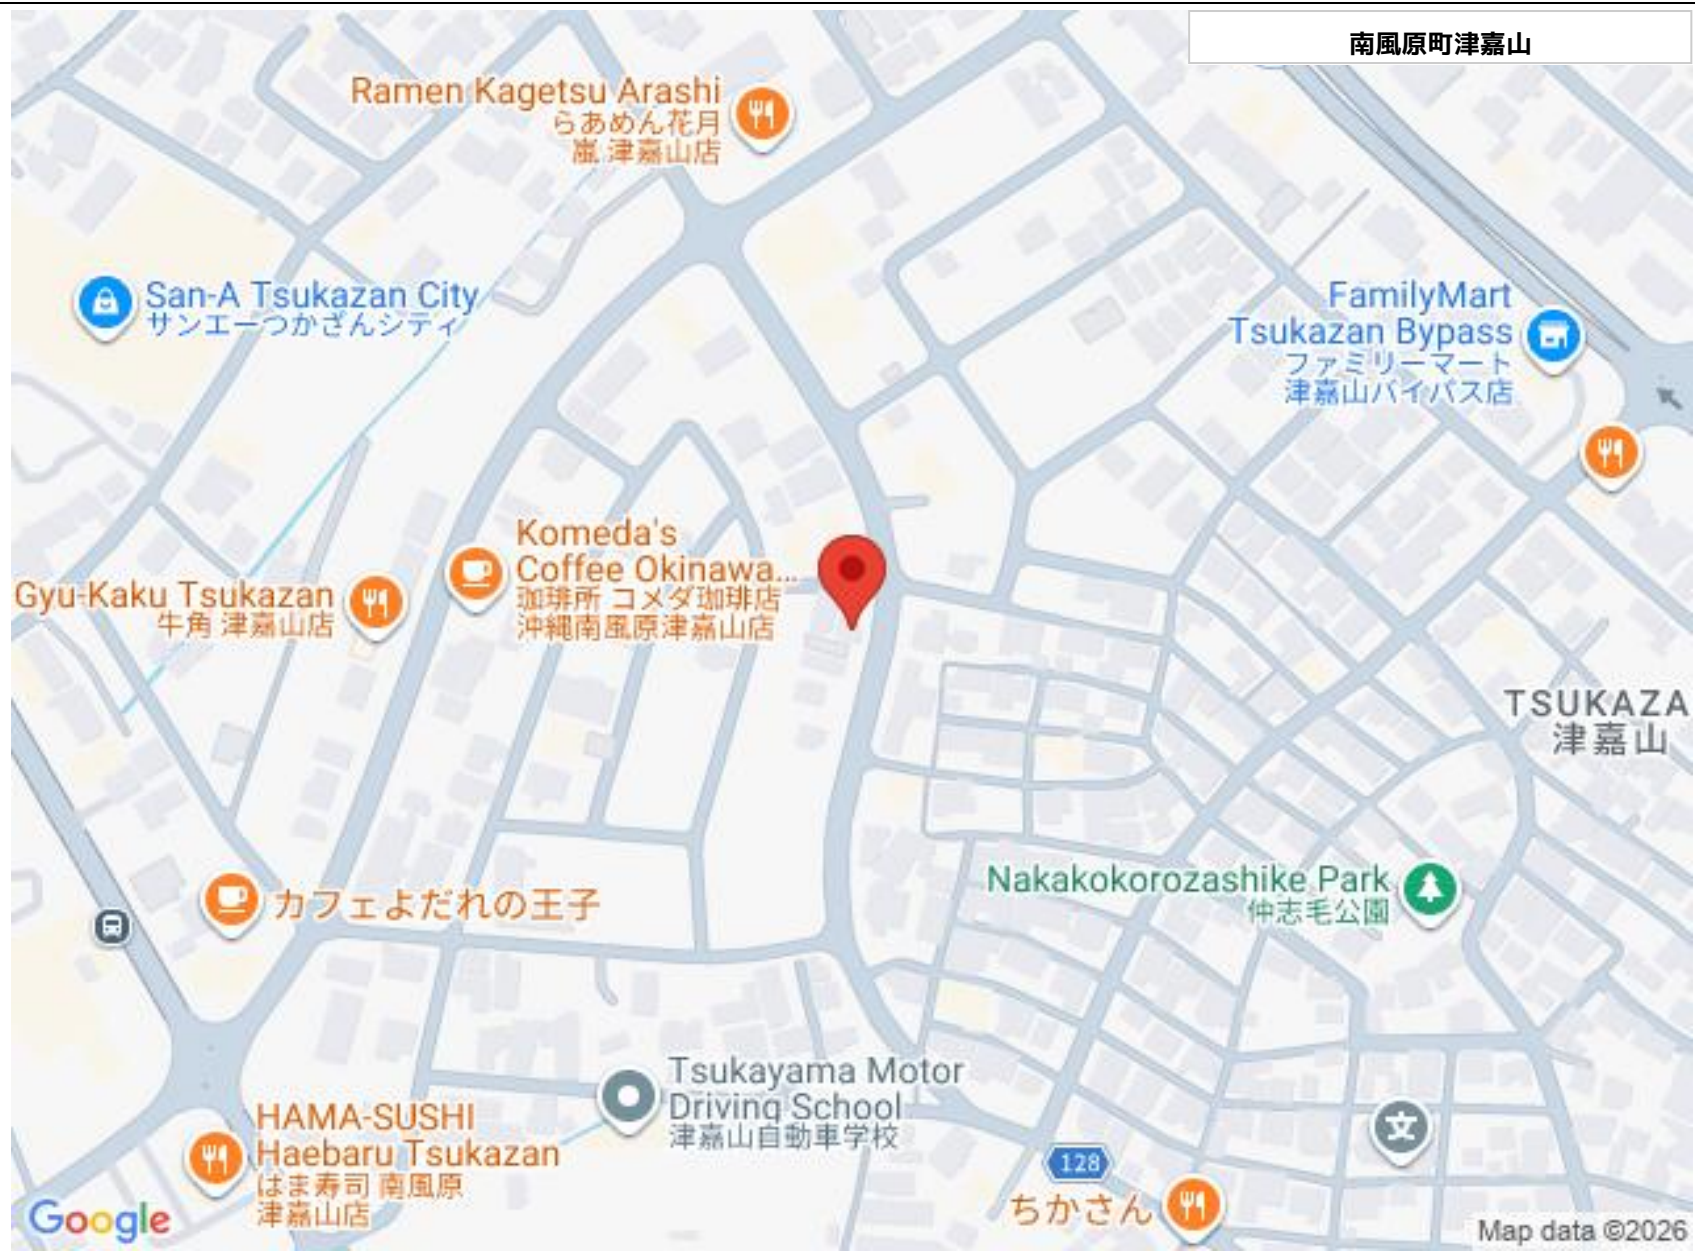 南風原町津嘉山
Ramen Kagetsu Arashi
らあめん花月
嵐 津嘉山店
San-A Tsukazan City
サンエーつかざんシティ
FamilyMart
Tsukazan Bypass
ファミリーマート
津嘉山バイパス店
Komeda's
Coffee Okinawa...
珈琲所 コメダ珈琲店
沖縄南風原津嘉山店
Gyu-Kaku Tsukazan
牛角 津嘉山店
TSUKAZA
津嘉山
Nakakokorozashike Park
仲志毛公園
カフェよだれの王子
Tsukayama Motor
Driving School
津嘉山自動車学校
HAMA-SUSHI
Haebaru Tsukazan
はま寿司 南風原
津嘉山店
128
文
ちかさん
Google
Map data ©2026